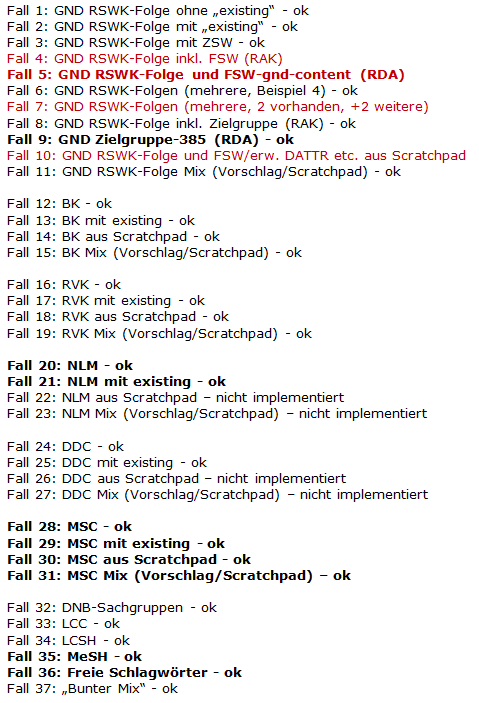 Fall 1: GND RSWK-Folge ohne „existing“ - ok
Fall 2: GND RSWK-Folge mit „existing“ - ok
Fall 3: GND RSWK-Folge mit ZSW - ok
Fall 4: GND RSWK-Folge inkl. FSW (RAK)
Fall 5: GND RSWK-Folge und FSW-gnd-content (RDA)
Fall 6: GND RSWK-Folgen (mehrere, Beispiel 4) - ok
Fall 7: GND RSWK-Folgen (mehrere, 2 vorhanden, +2 weitere)
Fall 8: GND RSWK-Folge inkl. Zielgruppe (RAK) - ok
Fall 9: GND Zielgruppe-385 (RDA) - ok
Fall 10: GND RSWK-Folge und FSW/erw. DATTR etc. aus Scratchpad
Fall 11: GND RSWK-Folge Mix (Vorschlag/Scratchpad) - ok
Fall 12: BK - ok
Fall 13: BK mit existing - ok
Fall 14: BK aus Scratchpad - ok
Fall 15: BK Mix (Vorschlag/Scratchpad) - ok
Fall 16: RVK - ok
Fall 17: RVK mit existing - ok
Fall 18: RVK aus Scratchpad - ok
Fall 19: RVK Mix (Vorschlag/Scratchpad) - ok
Fall 20: NLM - ok
Fall 21: NLM mit existing - ok
Fall 22: NLM aus Scratchpad – nicht implementiert
Fall 23: NLM Mix (Vorschlag/Scratchpad) – nicht implementiert
Fall 24: DDC - ok
Fall 25: DDC mit existing - ok
Fall 26: DDC aus Scratchpad – nicht implementiert
Fall 27: DDC Mix (Vorschlag/Scratchpad) – nicht implementiert
Fall 28: MSC - ok
Fall 29: MSC mit existing - ok
Fall 30: MSC aus Scratchpad - ok
Fall 31: MSC Mix (Vorschlag/Scratchpad) – ok
Fall 32: DNB-Sachgruppen - ok
Fall 33: LCC - ok
Fall 34: LCSH - ok
Fall 35: MeSH - ok
Fall 36: Freie Schlagwörter - ok
Fall 37: „Bunter Mix“ - ok